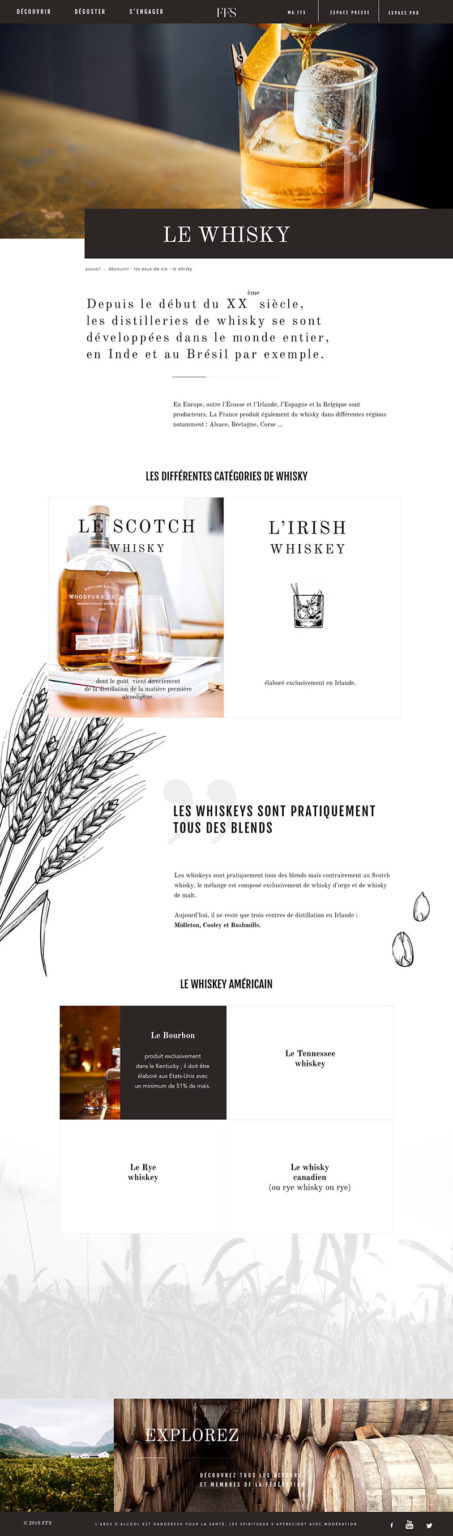 DÉCOUVRIR DÉGUSTER S'ENGAGER FFS MA FFS ESPACE PRESSE ESPACE PRO
LE WHISKY
accueil - découvrir - les eaux-de-vie - le whisky
Depuis le début du XXème siècle,
les distilleries de whisky se sont
développées dans le monde entier,
en Inde et au Brésil par exemple.
En Europe, outre l'Écosse et l'Irlande, l'Espagne et la Belgique sont
producteurs. La France produit également du whisky dans différentes régions
notamment : Alsace, Bretagne, Corse ...
LES DIFFÉRENTES CATÉGORIES DE WHISKY
LE SCOTCH
WHISKY
WOODFORD
dont le goût vient directement
de la distillation de la matière première
alcooligène.
L'IRISH
WHISKEY
élaboré exclusivement en Irlande.
LES WHISKEYS SONT PRATIQUEMENT
TOUS DES BLENDS
Les whiskeys sont pratiquement tous des blends mais contrairement au Scotch
whisky, le mélange est composé exclusivement de whisky d'orge et de whisky
de malt.
Aujourd'hui, il ne reste que trois centres de distillation en Irlande :
Midleton, Cooley et Bushmills.
LE WHISKEY AMÉRICAIN
Le Bourbon
produit exclusivement
dans le Kentucky ; il doit être
élaboré aux Etats-Unis avec
un minimum de 51% de maïs.
Le Tennessee
whiskey
Le Rye
whiskey
Le whisky
canadien
(ou rye whisky ou rye)
EXPLOREZ
DÉCOUVREZ TOUS LES ACTEURS
ET MEMBRES DE LA FÉDÉRATION
© 2018 FFS L'ABUS D'ALCOOL EST DANGEREUX POUR LA SANTÉ, LES SPIRITUEUX S'APPRÉCIENT AVEC MODÉRATION